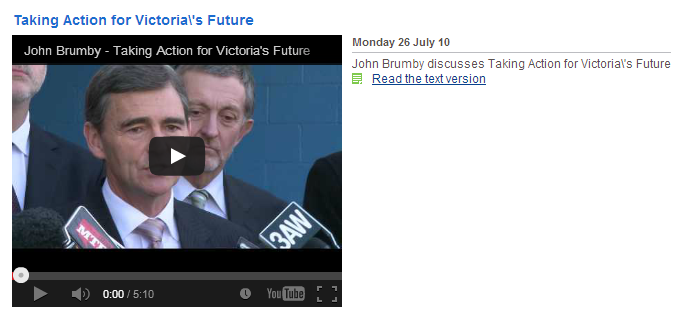 Taking Action for Victoria\'s Future
John Brumby - Taking Action for Victoria's Future
Monday 26 July 10
John Brumby discusses Taking Action for Victoria\'s Future
Read the text version
3AW
0:00 / 5:10
YouTube